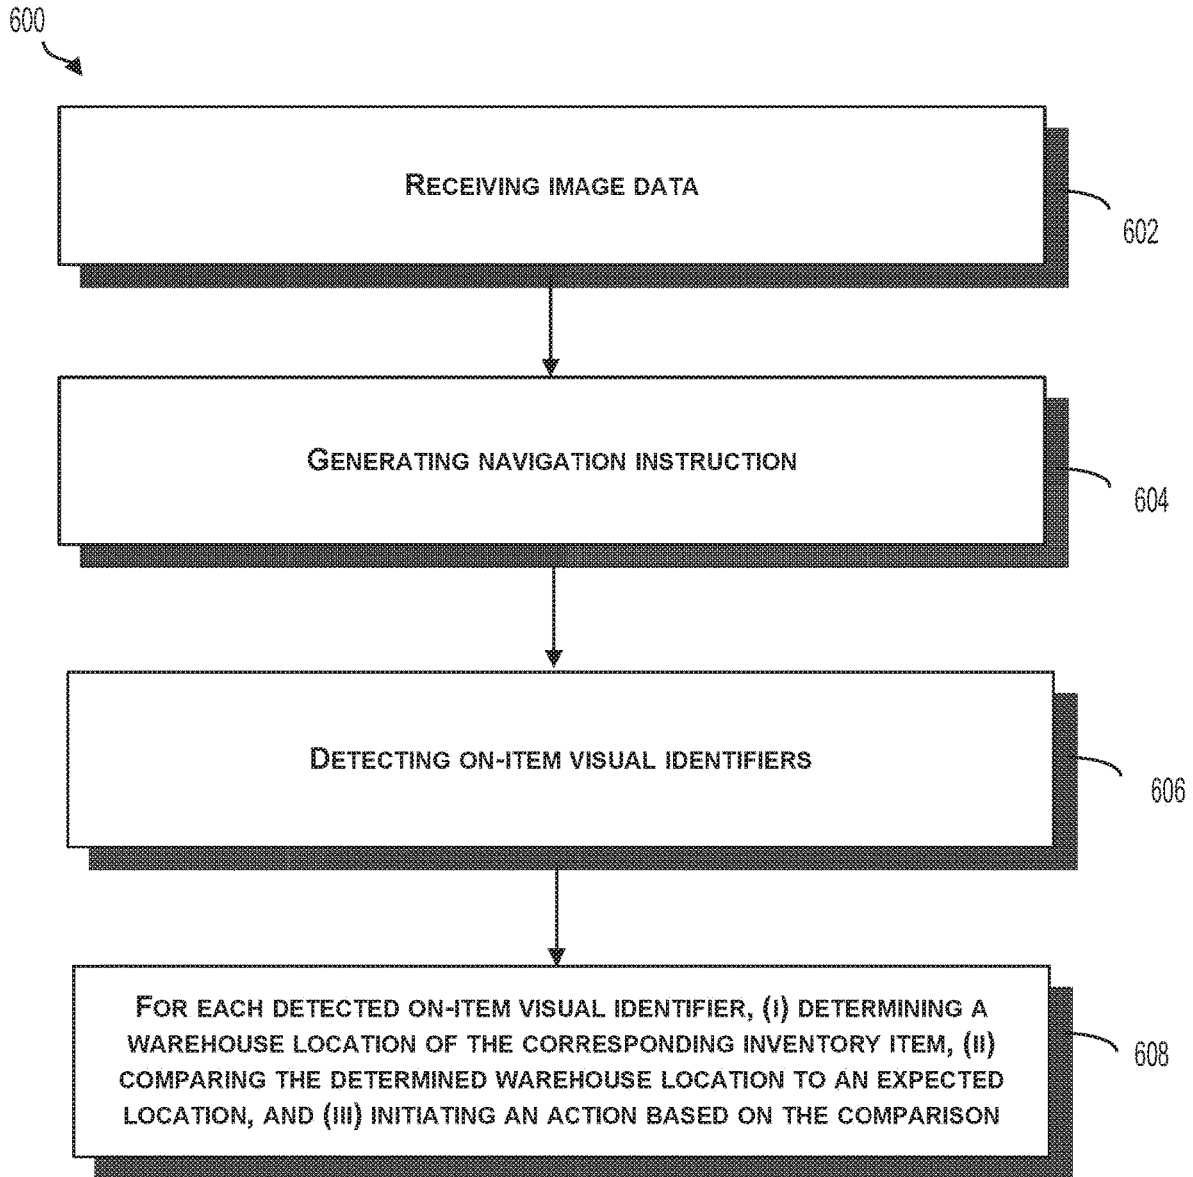 600
RECEIVING IMAGE DATA
602
GENERATING NAVIGATION INSTRUCTION
604
DETECTING ON-ITEM VISUAL IDENTIFIERS
606
FOR EACH DETECTED ON-ITEM VISUAL IDENTIFIER, (I) DETERMINING A
WAREHOUSE LOCATION OF THE CORRESPONDING INVENTORY ITEM, (II)
COMPARING THE DETERMINED WAREHOUSE LOCATION TO AN EXPECTED
LOCATION, AND (III) INITIATING AN ACTION BASED ON THE COMPARISON
608